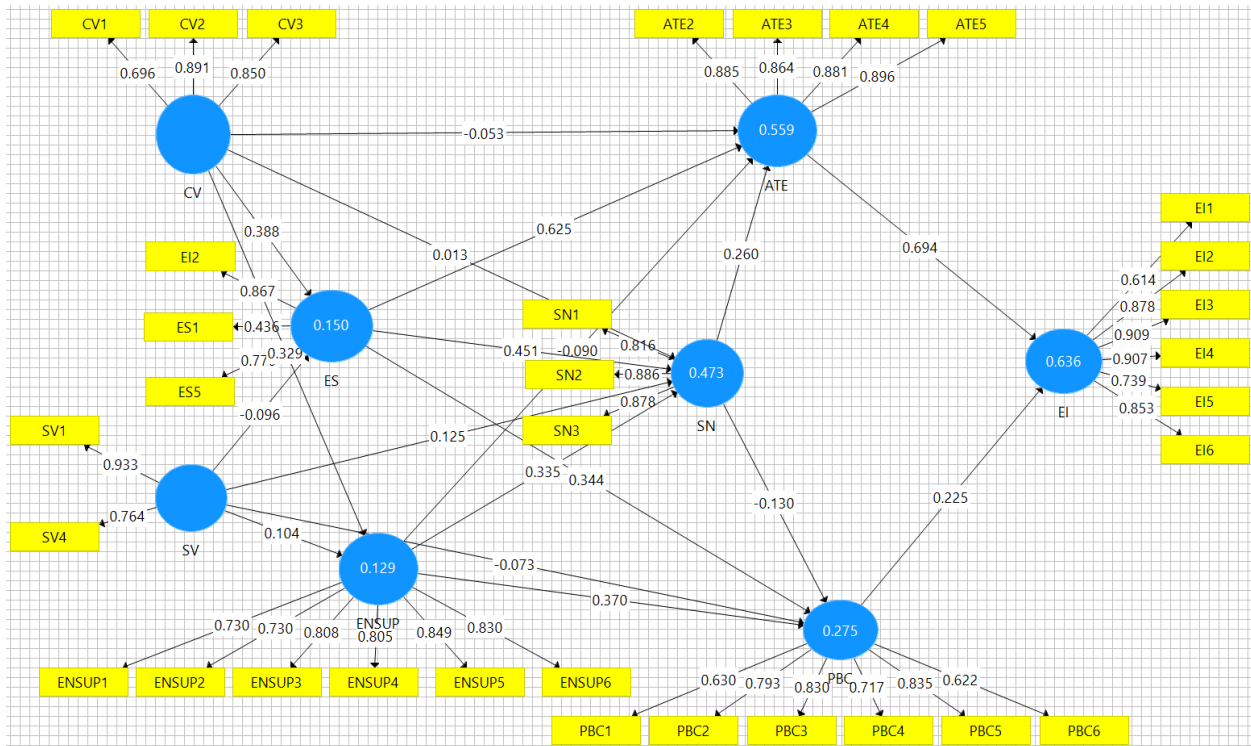 CV1 CV2 CV3 ATE2 ATE3 ATE4 ATE5
0.696 0.891 0.850 0.885 0.864 0.881 0.896
-0.053 0.559
CV ATE
EI1
0.388 0.625 0.013 0.260 0.694
EI2 EI2
0.867 0.614
0.878
EI3
SN1 0.909
ES1 0.436 0.150 0.816
0.329 0.451 -0.090 EI4
0.907
0.636
ES SN2 0.886 0.473 0.739
ES5 0.878 EI5
0.853
-0.096 SN3 SN EI
SV1 0.125 EI6
0.933
0.335 0.344
0.764 -0.130 0.225
SV4 0.104
SV
0.129 -0.073
0.370
ENSUP
0.730 0.730 0.808 0.805 0.849 0.830 0.275
ENSUP1 ENSUP2 ENSUP3 ENSUP4 ENSUP5 ENSUP6
PBC
0.630 0.793 0.830 0.717 0.835 0.622
PBC1 PBC2 PBC3 PBC4 PBC5 PBC6